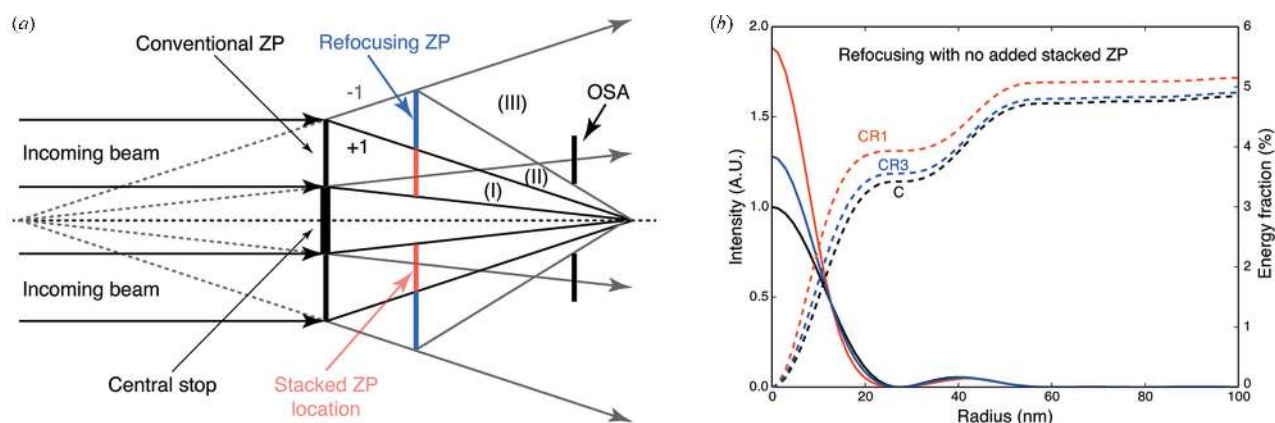 (a)
Conventional ZP
Refocusing ZP
-1
(III)
OSA
Incoming beam
+1
(II)
(I)
Incoming beam
Central stop
Stacked ZP
location
(b)
Refocusing with no added stacked ZP
CR1
CR3
C
Intensity (A.U.)
2.0
1.5
1.0
0.5
0.0
Energy fraction (%)
6
5
4
3
2
1
0
0 20 40 60 80 100
Radius (nm)